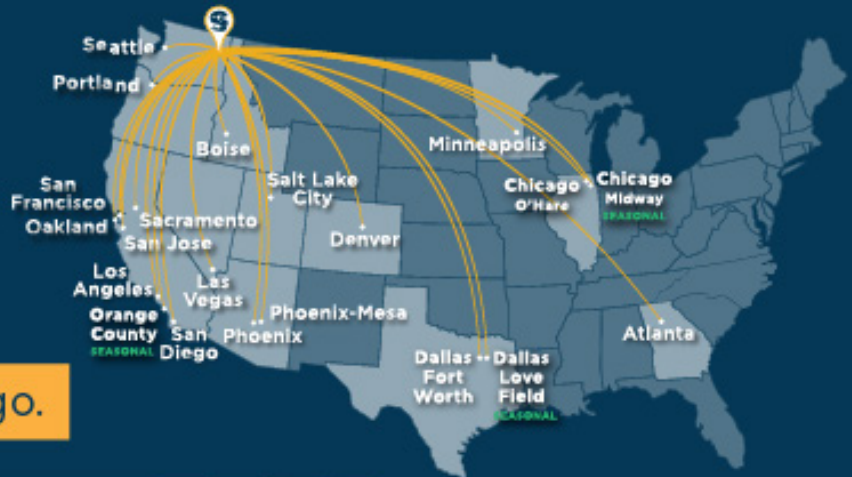 S
Seattle
Portland
Boise
Minneapolis
San
Francisco
Oakland
Sacramento
San Jose
Salt Lake
City
Denver
Chicago
O'Hare
Chicago
Midway
SEASONAL
Los
Angeles
Las
Vegas
Orange
County
SEASONAL
San
Diego
Phoenix
Phoenix-Mesa
Atlanta
Dallas
Fort
Worth
Dallas
Love
Field
SEASONAL
go.